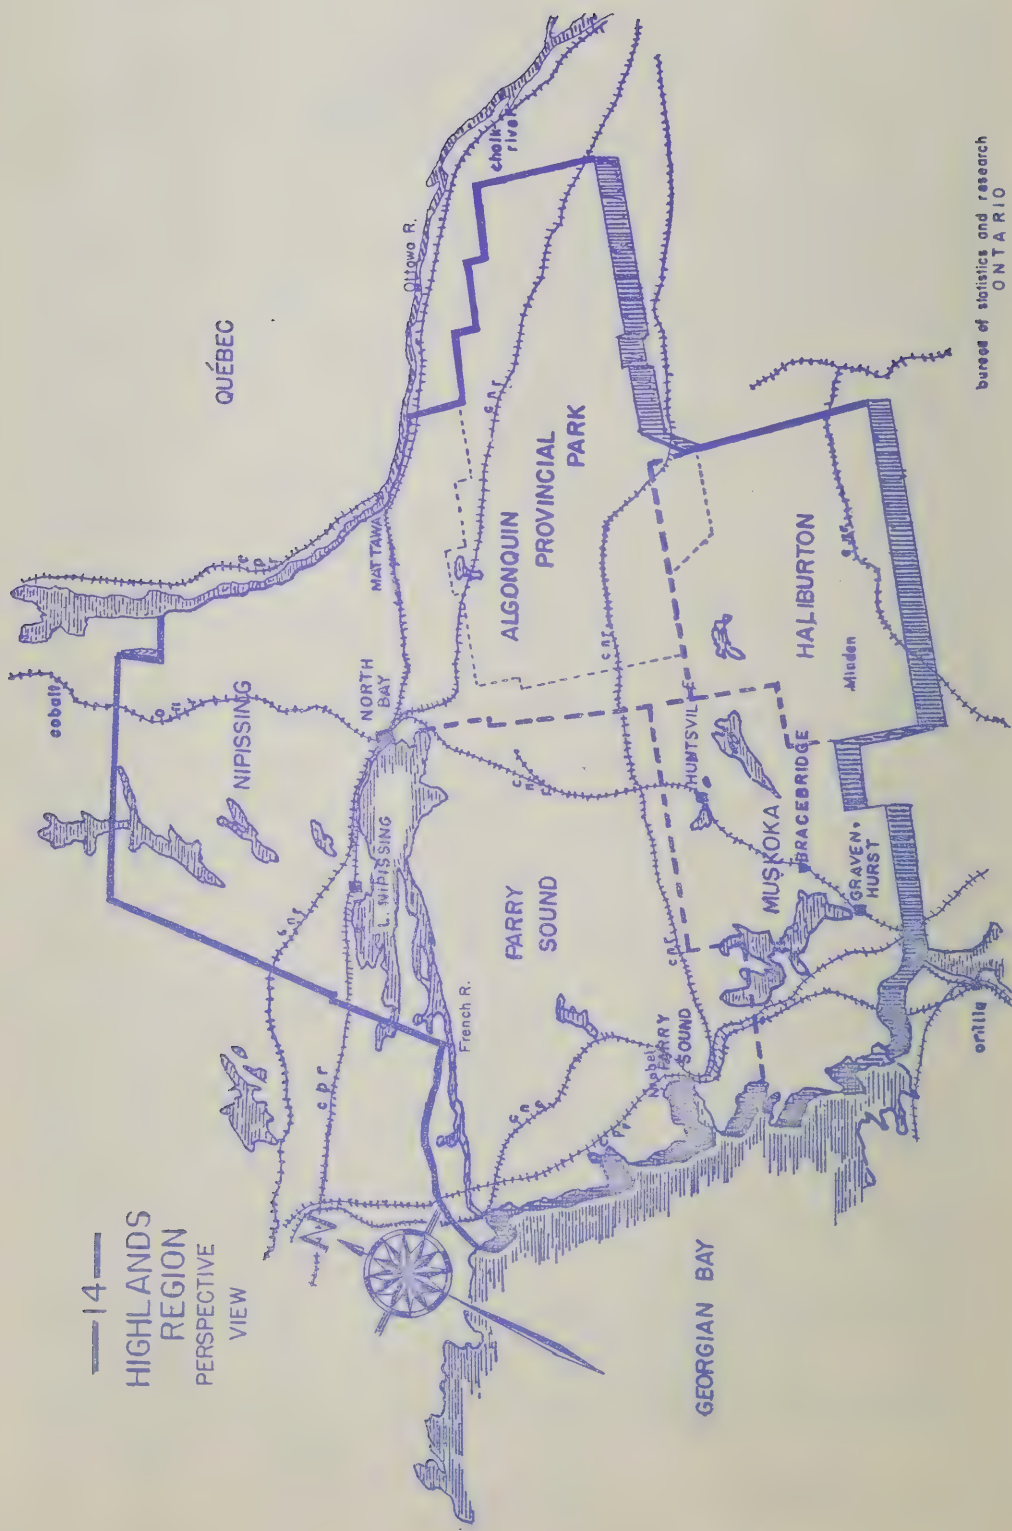 —14—
HIGHLANDS
REGION
PERSPECTIVE
VIEW
N
QUÉBEC
cobalt
Ottawa R.
chalk
river
MATTAWA
NORTH
BAY
NIPISSING
L. NIPISSING
c n r
c p r
French R.
c n r
ALGONQUIN
PROVINCIAL
PARK
c n r
c n r
PARRY
SOUND
c n r
c n r
Nobel
PARRY
SOUND
HUNTSVILLE
MUSKOKA
BRACEBRIDGE
GRAVEN-
HURST
HALIBURTON
Minden
c n r
orillia
GEORGIAN BAY
bureau of statistics and research
ONTARIO